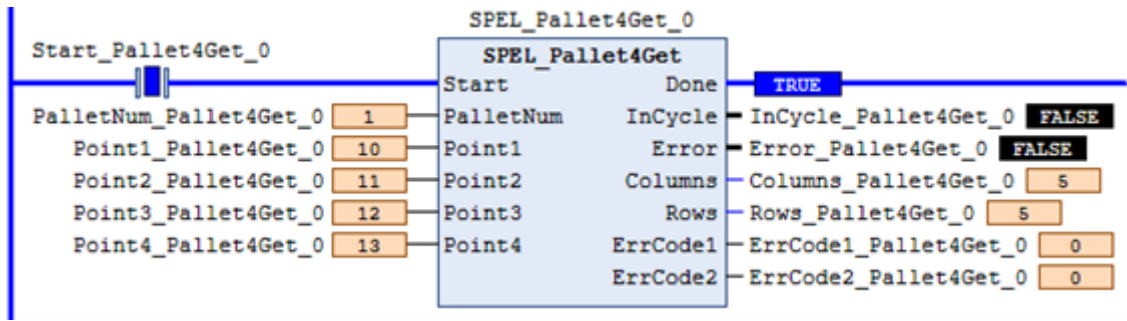 SPEL_Pallet4Get_0
Start_Pallet4Get_0
SPEL_Pallet4Get
Start Done TRUE
PalletNum_Pallet4Get_0 1 PalletNum InCycle InCycle_Pallet4Get_0 FALSE
Point1_Pallet4Get_0 10 Point1 Error Error_Pallet4Get_0 FALSE
Point2_Pallet4Get_0 11 Point2 Columns Columns_Pallet4Get_0 5
Point3_Pallet4Get_0 12 Point3 Rows Rows_Pallet4Get_0 5
Point4_Pallet4Get_0 13 Point4 ErrCode1 ErrCode1_Pallet4Get_0 0
ErrCode2 ErrCode2_Pallet4Get_0 0